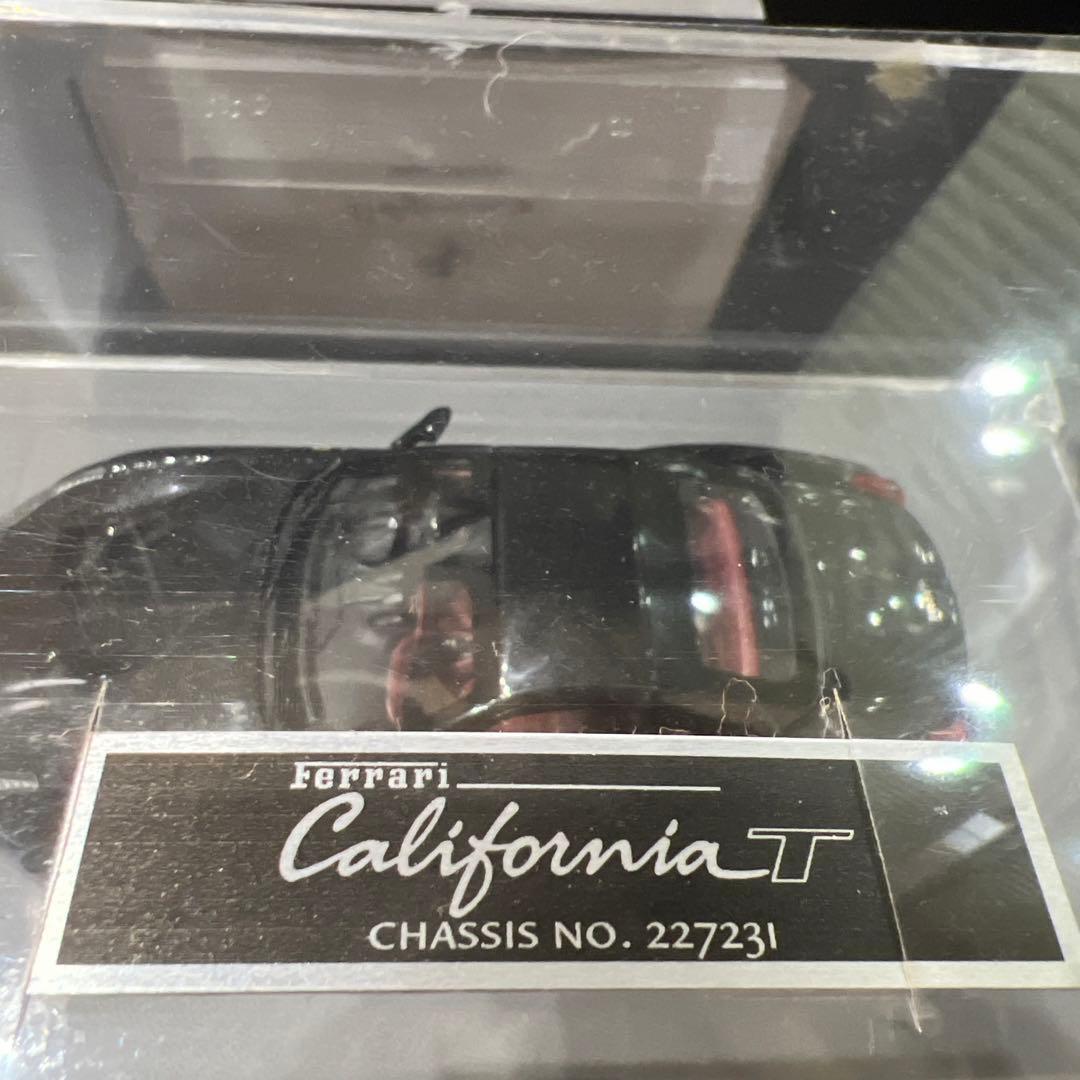 Ferrari
California T
CHASSIS NO. 227231